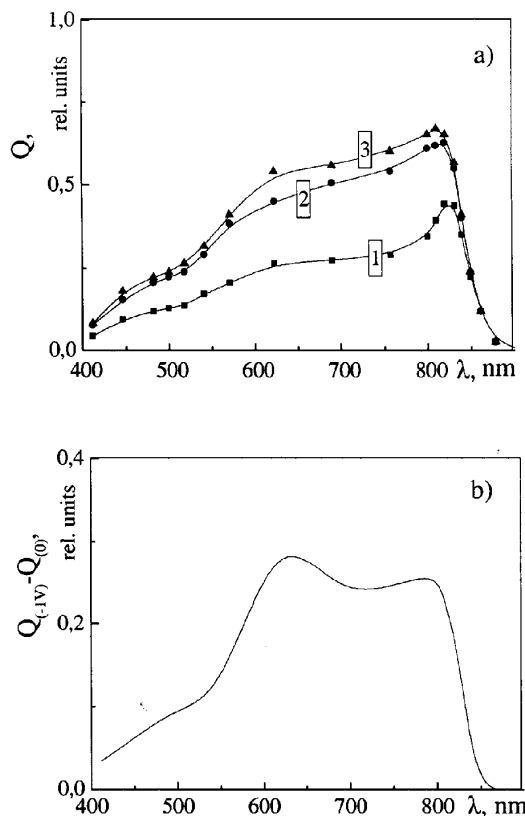 a)
1,0
Q, rel. units
0,5
0,0
3
2
1
400 500 600 700 800 λ, nm
b)
0,4
Q(-1V)-Q(0), rel. units
0,2
0,0
400 500 600 700 800 λ, nm